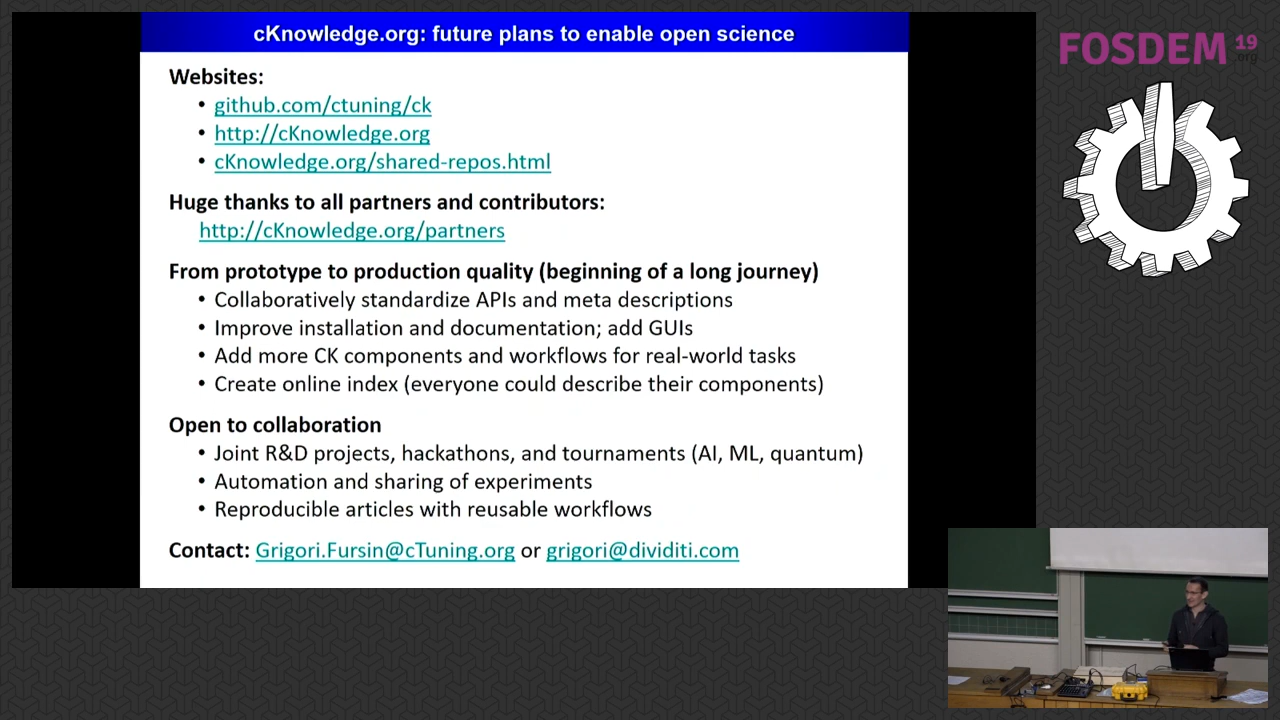 cKnowledge.org: future plans to enable open science
FOSDEM 19
.org
Websites:
• github.com/ctuning/ck
• http://cKnowledge.org
• cKnowledge.org/shared-repos.html
Huge thanks to all partners and contributors:
http://cKnowledge.org/partners
From prototype to production quality (beginning of a long journey)
• Collaboratively standardize APIs and meta descriptions
• Improve installation and documentation; add GUIs
• Add more CK components and workflows for real-world tasks
• Create online index (everyone could describe their components)
Open to collaboration
• Joint R&D projects, hackathons, and tournaments (AI, ML, quantum)
• Automation and sharing of experiments
• Reproducible articles with reusable workflows
Contact: Grigori.Fursin@cTuning.org or grigori@dividiti.com